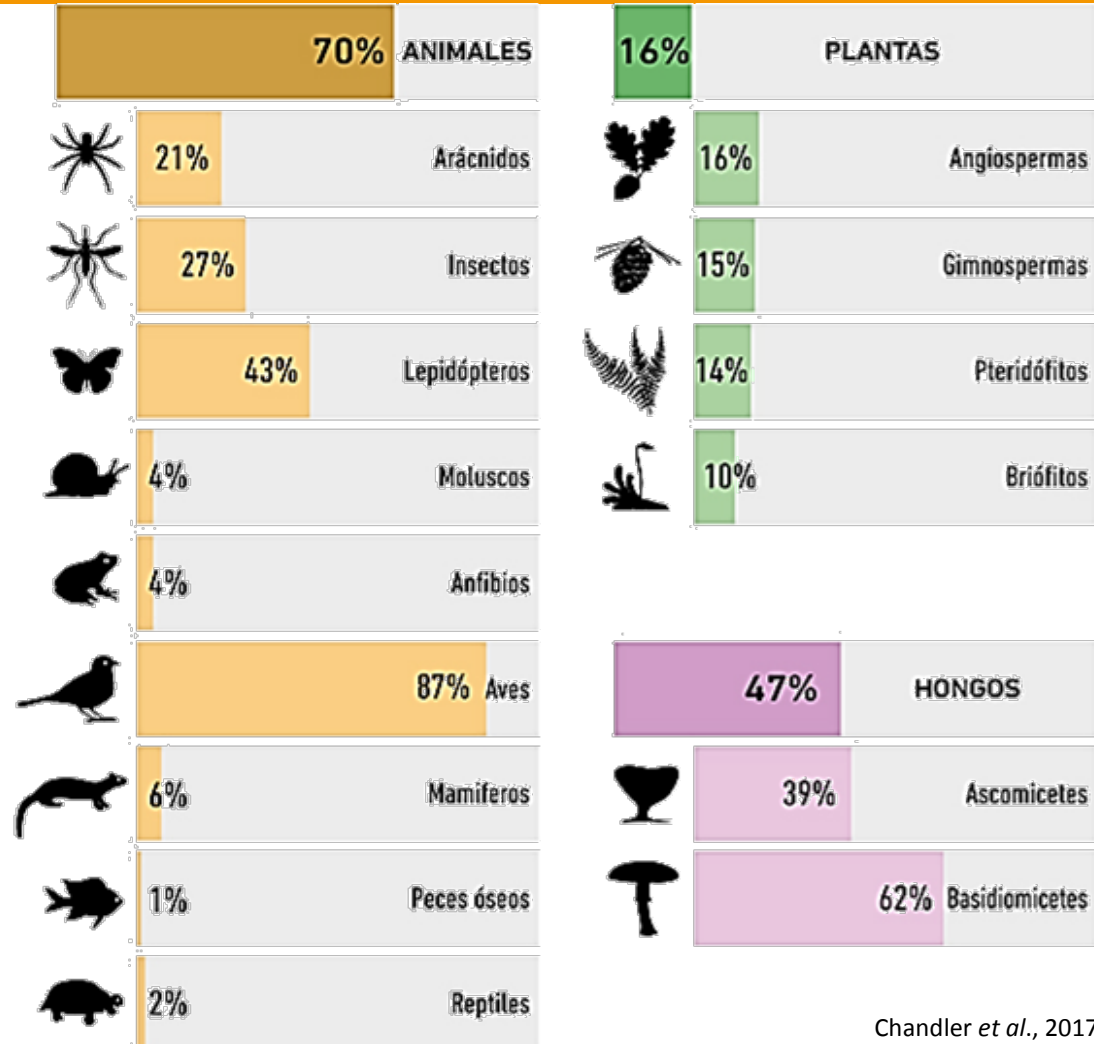 70% ANIMALES
21% Arácnidos
27% Insectos
43% Lepidópteros
4% Moluscos
4% Anfibios
87% Aves
6% Mamiferos
1% Peces óseos
2% Reptiles
16% PLANTAS
16% Angiospermas
15% Gimnospermas
14% Pteridófitos
10% Briófitos
47% HONGOS
39% Ascomicetes
62% Basidiomicetes
Chandler et al., 2017